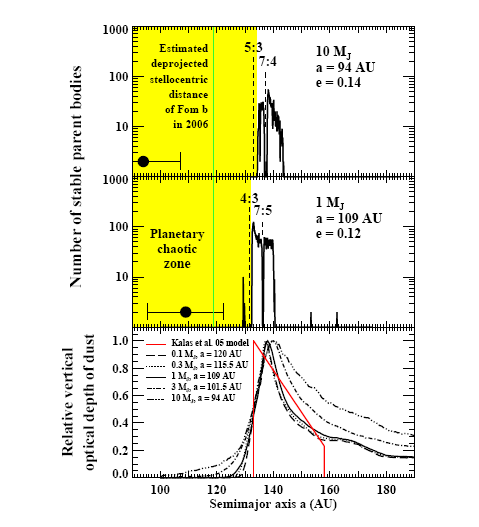 Number of stable parent bodies
1000
100
10
Estimated
deprojected
stellocentric
distance
of Fom b
in 2006
5:3
7:4
10 MJ
a = 94 AU
e = 0.14
1000
100
10
4:3
7:5
Planetary
chaotic
zone
1 MJ
a = 109 AU
e = 0.12
Relative vertical
optical depth of dust
1.0
0.8
0.6
0.4
0.2
0.0
Kalas et al. 05 model
0.1 MJ, a = 120 AU
0.3 MJ, a = 115.5 AU
1 MJ, a = 109 AU
3 MJ, a = 101.5 AU
10 MJ, a = 94 AU
100 120 140 160 180
Semimajor axis a (AU)